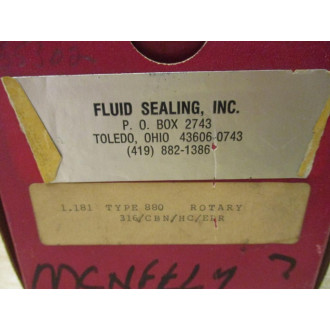 FLUID SEALING, INC.
P. O. BOX 2743
TOLEDO, OHIO 43606-0743
(419) 882-1386
1.181 TYPE 880 ROTARY
316/CBN/HC/EPR
MCNEELY